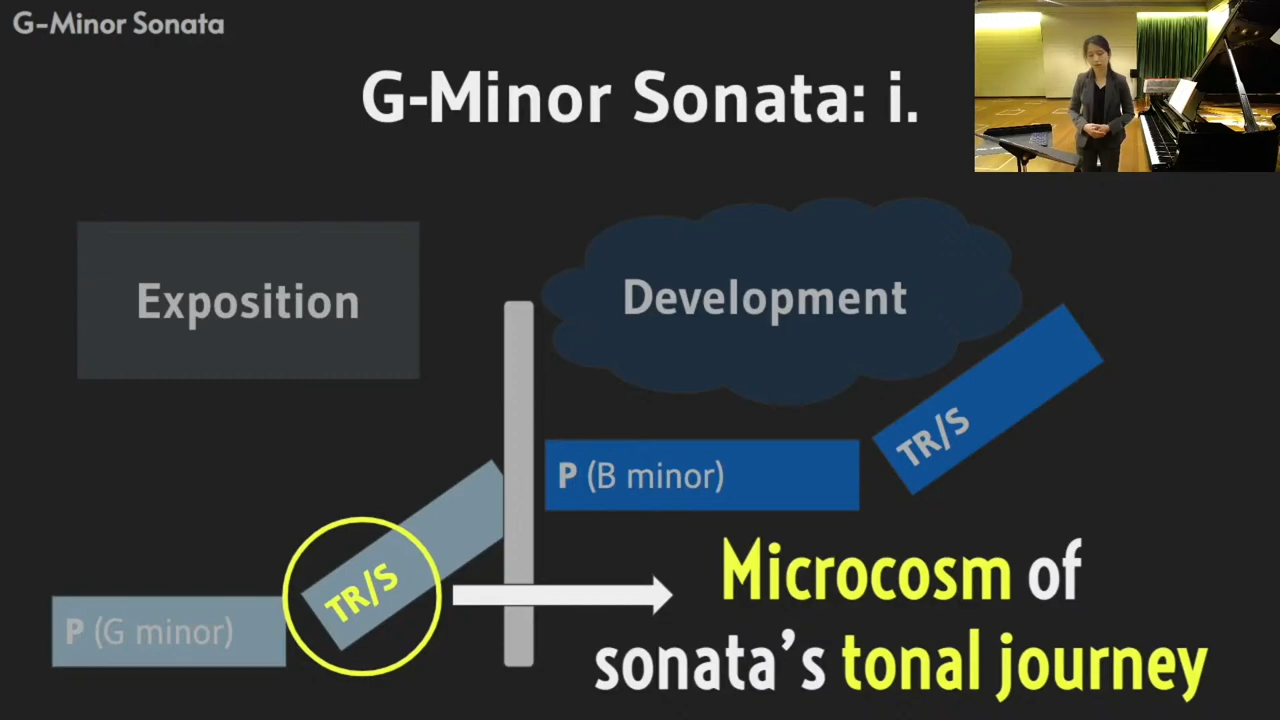 G-Minor Sonata
G-Minor Sonata: i.
Exposition
Development
TR/S
P (B minor)
TR/S
P (G minor)
Microcosm of
sonata's tonal journey